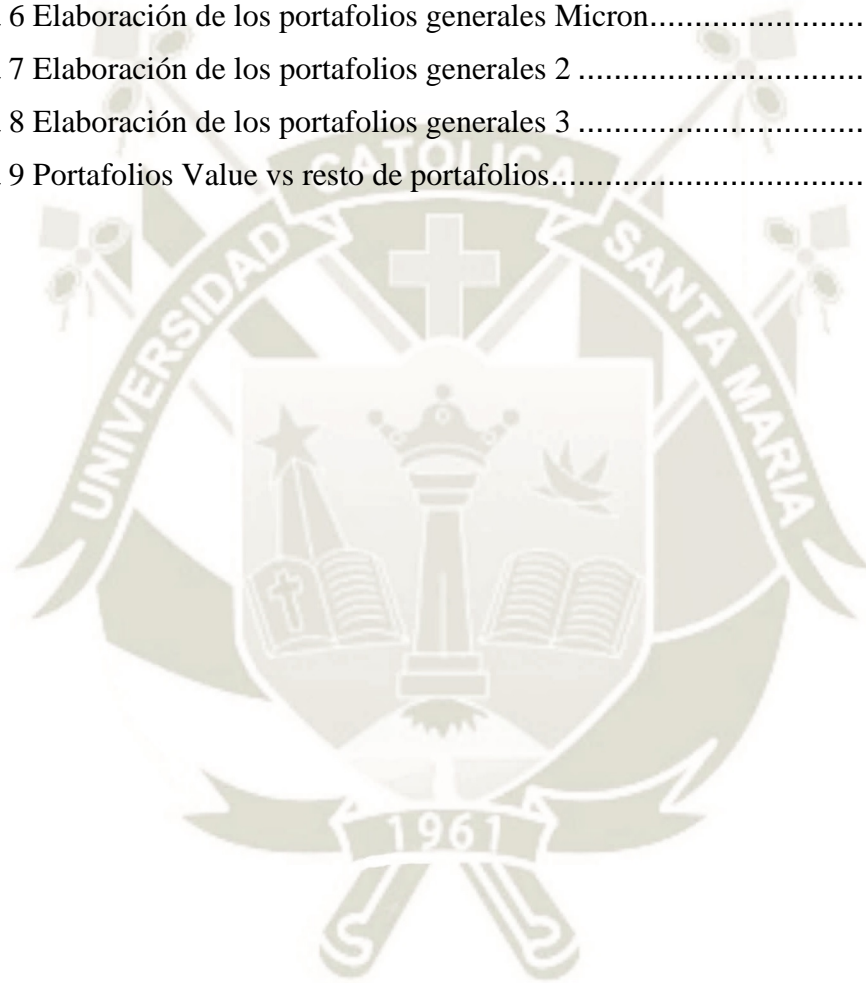 6 Elaboración de los portafolios generales Micron........................
7 Elaboración de los portafolios generales 2 ................................
8 Elaboración de los portafolios generales 3 ................................
9 Portafolios Value vs resto de portafolios...................................
UNIVERSIDAD CATOLICA SANTA MARIA
1961